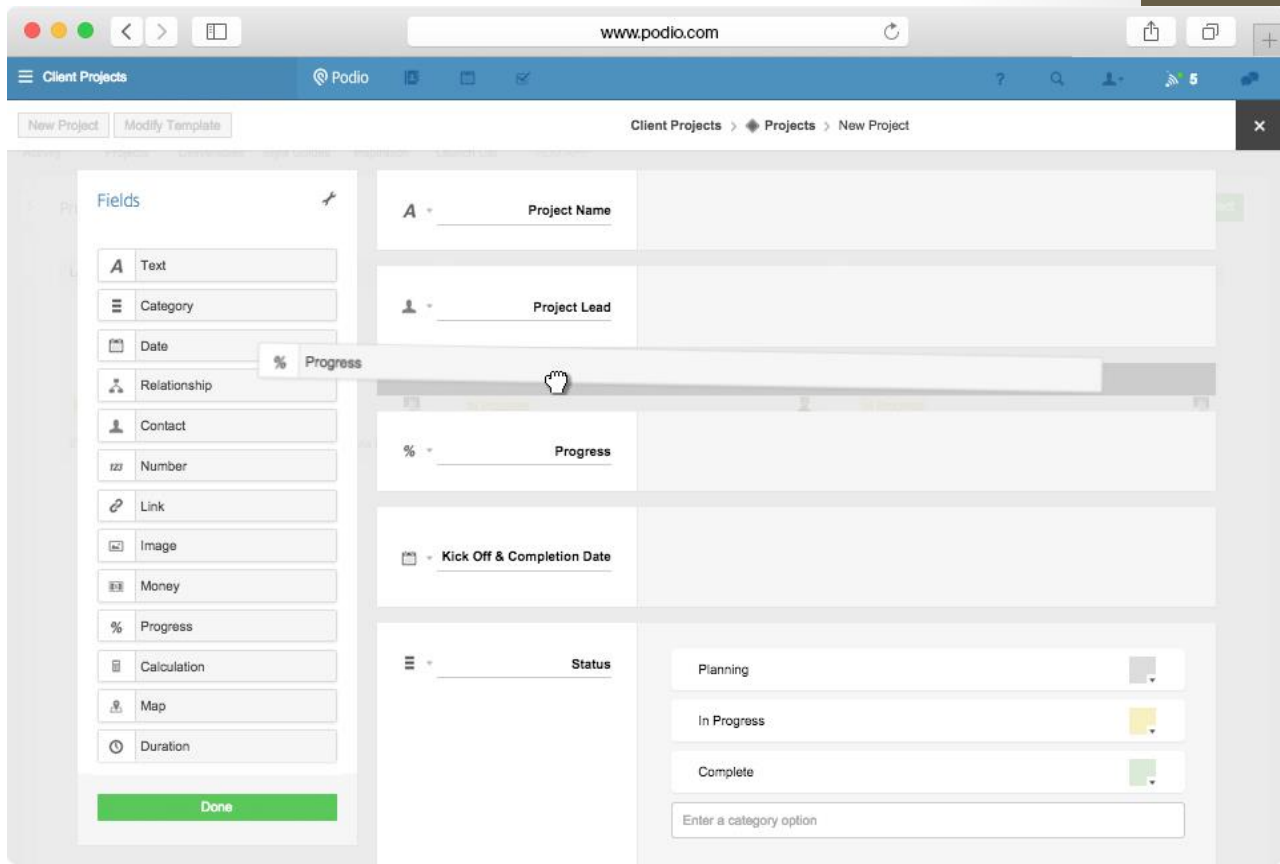 www.podio.com
Client Projects
Podio
?
5
New Project
Modify Template
Client Projects > Projects > New Project
Fields
A Text
Category
Date
Relationship
Contact
123 Number
Link
Image
Money
% Progress
Calculation
Map
Duration
Done
% Progress
A Project Name
Project Lead
% Progress
Kick Off & Completion Date
Status
Planning
In Progress
Complete
Enter a category option